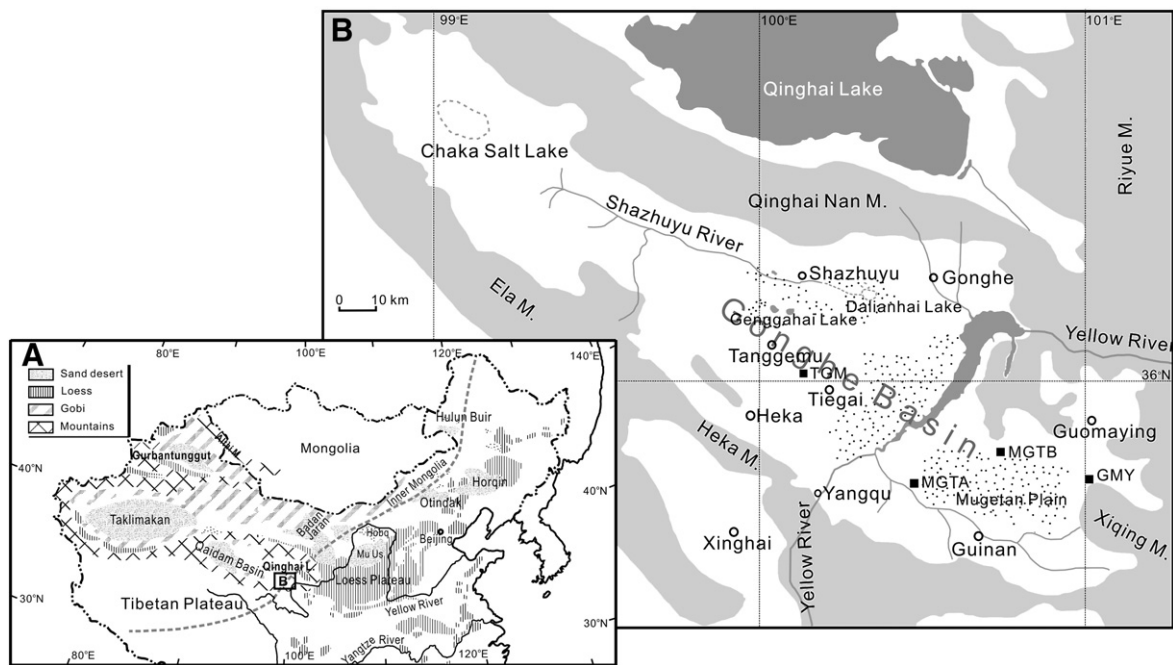 B
99°E
100°E
101°E
Qinghai Lake
Chaka Salt Lake
Riyue M.
Qinghai Nan M.
Shazhuyu River
Ela M.
0 10 km
Shazhuyu
Gonghe
Dalianhai Lake
Genggahai Lake
Gonghe Basin
Yellow River
Tanggemu
TGM
36°N
Tiegai
Heka
Heka M.
Guomaying
MGTB
MGTA
GMY
Mugetan Plain
Yangqu
Xiqing M.
Xinghai
Guinan
Yellow River
A
80°E
100°E
120°E
140°E
Sand desert
Loess
Gobi
Mountains
Hulun Buir
Mongolia
Altai M.
Gurbantunggut
40°N
Inner Mongolia
Horqin
Otindak
40°N
Taklimakan
Badan
Jaran
Hobq
Beijing
Mu Us
Qaidam Basin
Qinghai L.
B
Loess Plateau
30°N
Tibetan Plateau
Yellow River
30°N
Yangtze River
80°E
100°E
120°E